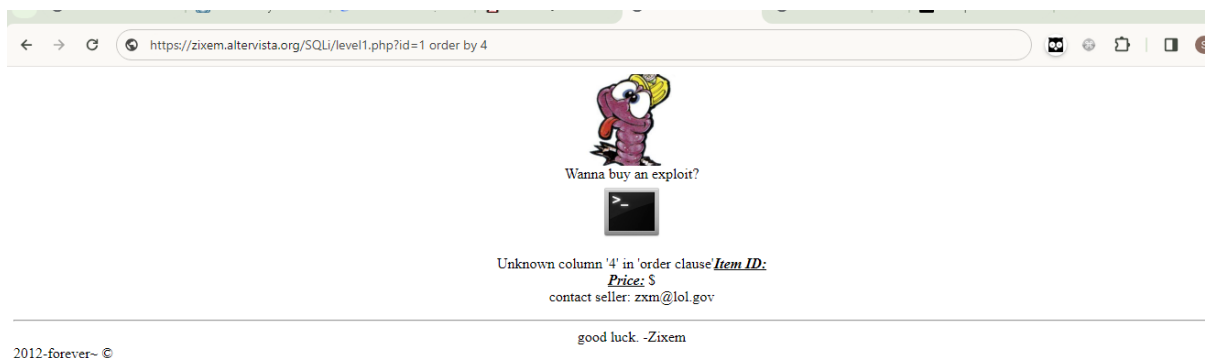 https://zixem.altervista.org/SQLi/level1.php?id=1 order by 4
Wanna buy an exploit?
>_
Unknown column '4' in 'order clause'Item ID:
Price: $
contact seller: zxm@lol.gov
good luck. -Zixem
2012-forever~ ©